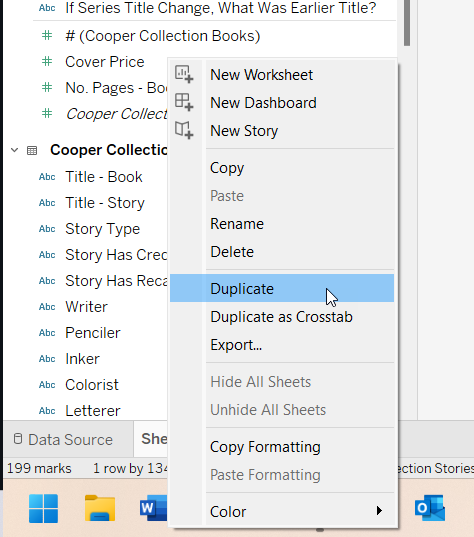 Abc If Series Title Change, What Was Earlier Title?
# # (Cooper Collection Books)
# Cover Price
# No. Pages - Boo
# Cooper Collect
Cooper Collection
Abc Title - Book
Abc Title - Story
Abc Story Type
Abc Story Has Cred
Abc Story Has Reca
Abc Writer
Abc Penciler
Abc Inker
Abc Colorist
Abc Letterer
New Worksheet
New Dashboard
New Story
Copy
Paste
Rename
Delete
Duplicate
Duplicate as Crosstab
Export...
Hide All Sheets
Unhide All Sheets
Copy Formatting
Paste Formatting
Color
Data Source She
199 marks 1 row by 134 ection Stories
W O